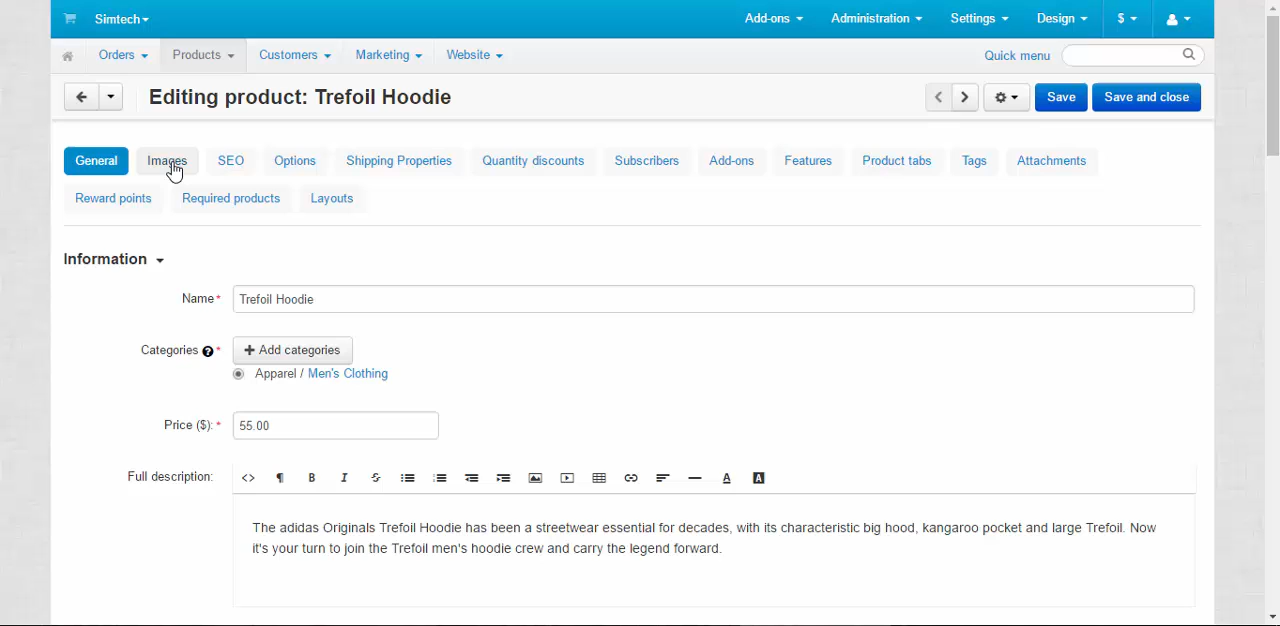 Simtech Add-ons Administration Settings Design $
Orders Products Customers Marketing Website Quick menu
Editing product: Trefoil Hoodie Save Save and close
General Images SEO Options Shipping Properties Quantity discounts Subscribers Add-ons Features Product tabs Tags Attachments
Reward points Required products Layouts
Information
Name* Trefoil Hoodie
Categories ?* + Add categories
Apparel / Men's Clothing
Price ($): * 55.00
Full description: <> ¶ B I S A A
The adidas Originals Trefoil Hoodie has been a streetwear essential for decades, with its characteristic big hood, kangaroo pocket and large Trefoil. Now
it's your turn to join the Trefoil men's hoodie crew and carry the legend forward.